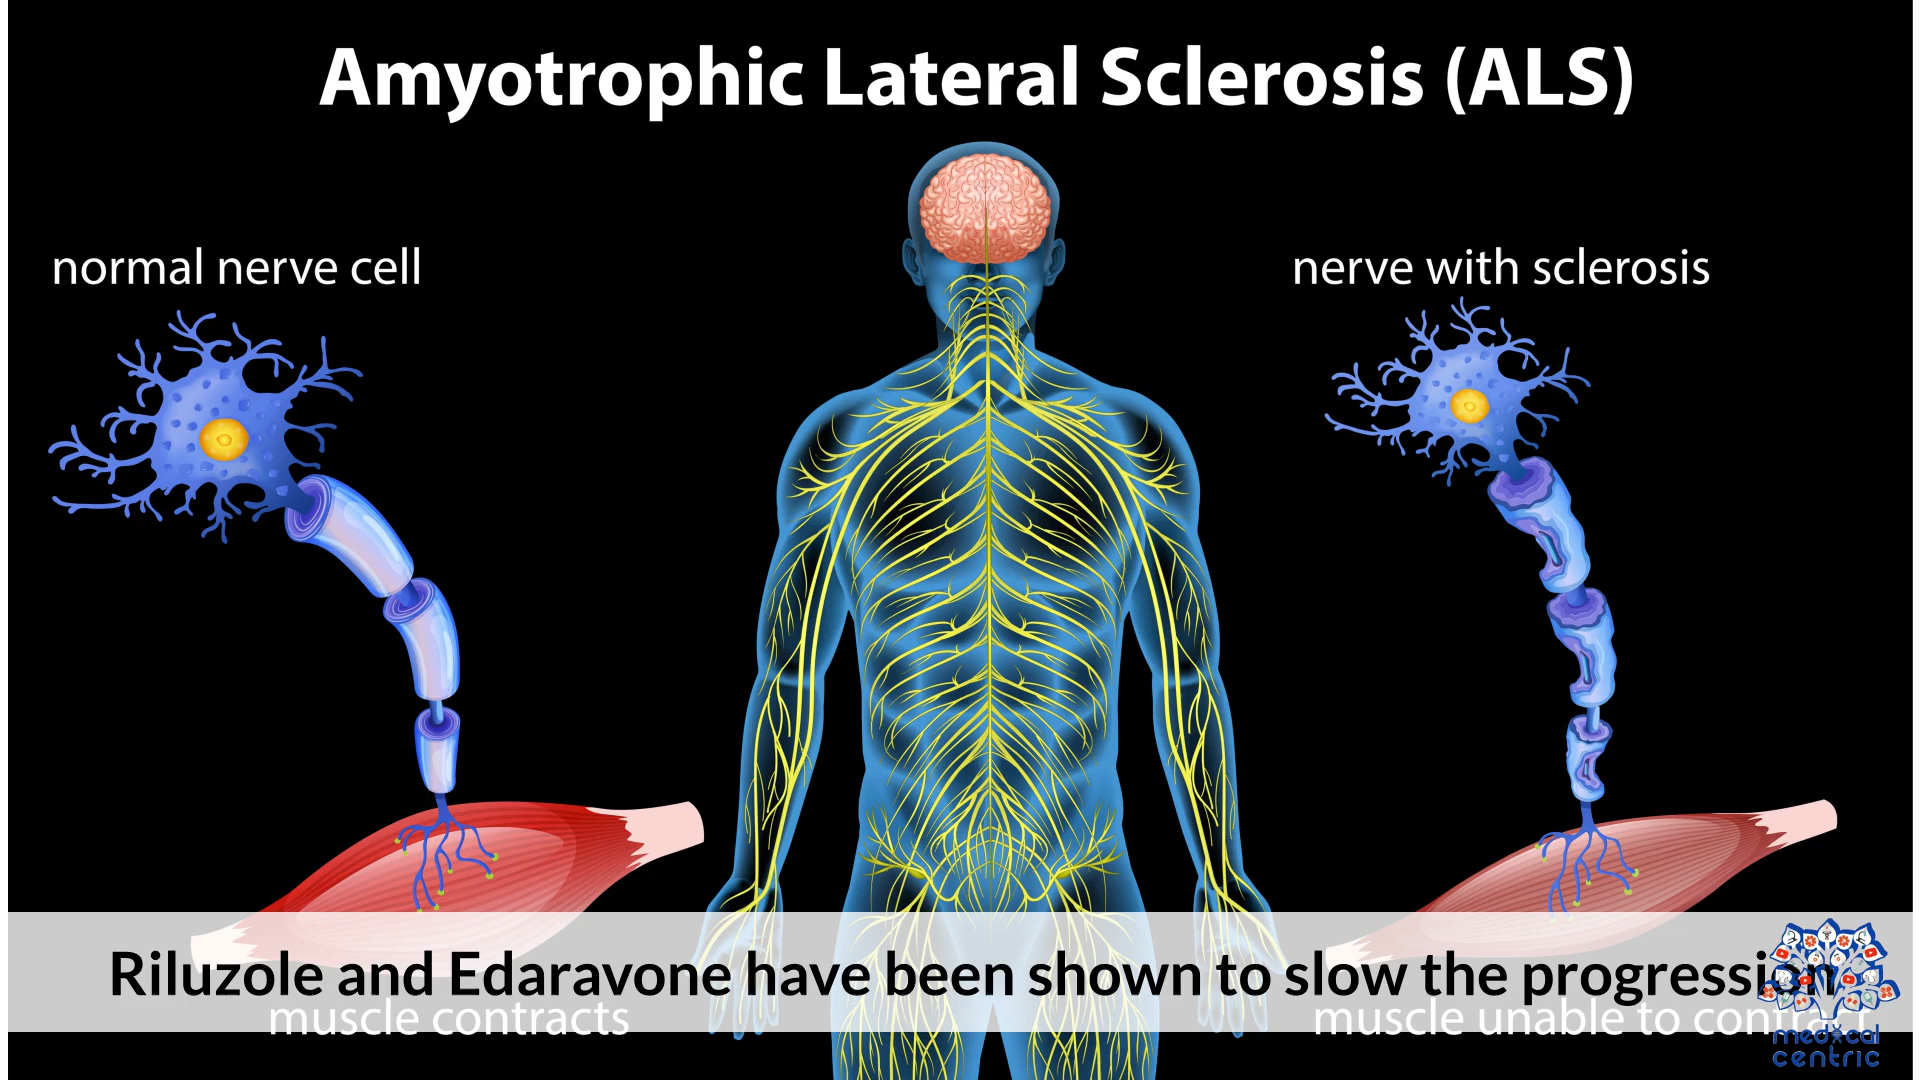 Amyotrophic Lateral Sclerosis (ALS)
normal nerve cell
nerve with sclerosis
Riluzole and Edaravone have been shown to slow the progression
muscle contracts
muscle unable to contract
medical
centric